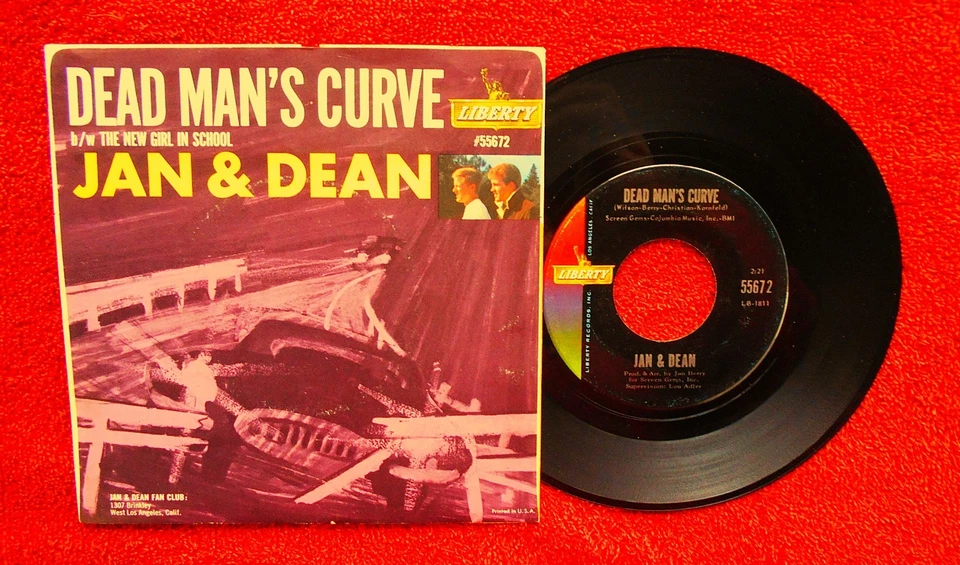 DEAD MAN'S CURVE
LIBERTY
b/w THE NEW GIRL IN SCHOOL
#55672
JAN & DEAN
JAN & DEAN FAN CLUB:
1307 Brinkley
West Los Angeles, Calif.
Printed in U.S.A.
DEAD MAN'S CURVE
(Wilson-Berry-Christian-Kornfeld)
Screen Gems-Columbia Music, Inc.-BMI
LIBERTY
LIBERTY RECORDS, INC. LOS ANGELES, CALIF.
2:21
55672
LB-1811
JAN & DEAN
Prod. & Arr. by Jan Berry
for Screen Gems, Inc.
Supervision: Lou Adler